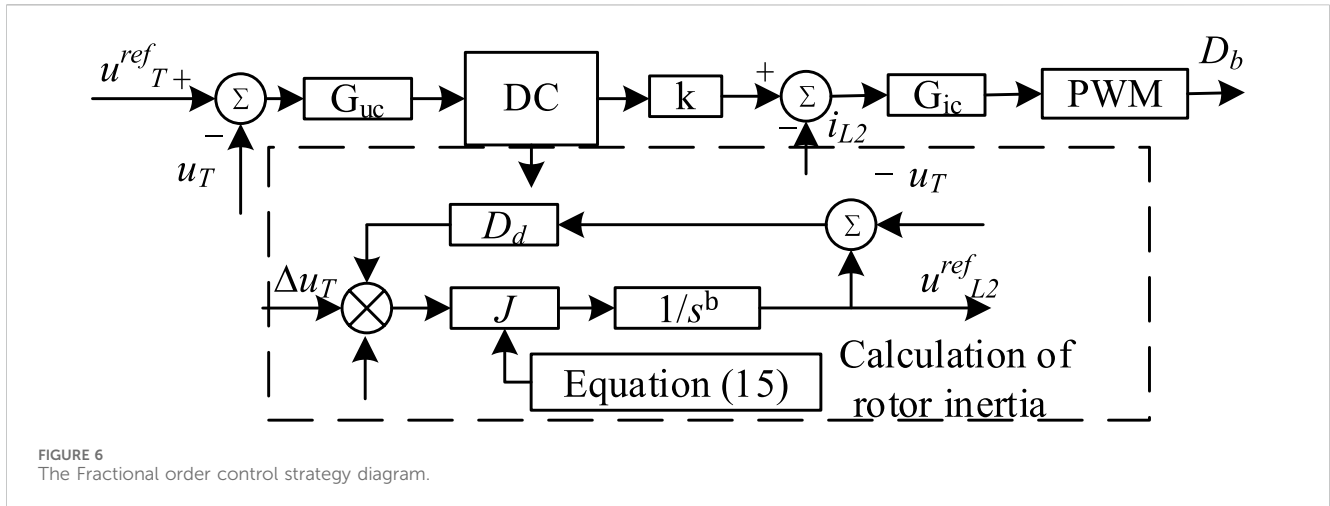 u^ref_T + Σ G_uc DC k + Σ G_ic PWM D_b
− u_T − i_L2
− u_T
D_d Σ
Δu_T J 1/s^b u^ref_L2
Equation (15)
Calculation of
rotor inertia
FIGURE 6
The Fractional order control strategy diagram.